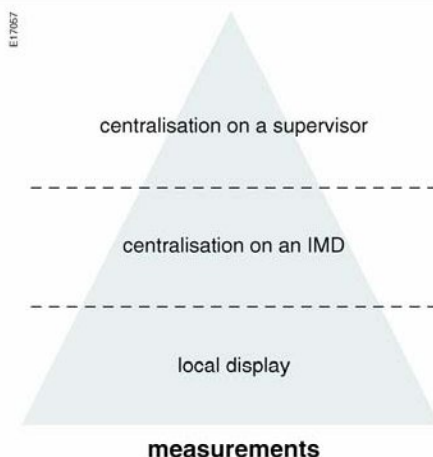 E17057
centralisation on a supervisor
centralisation on an IMD
local display
measurements